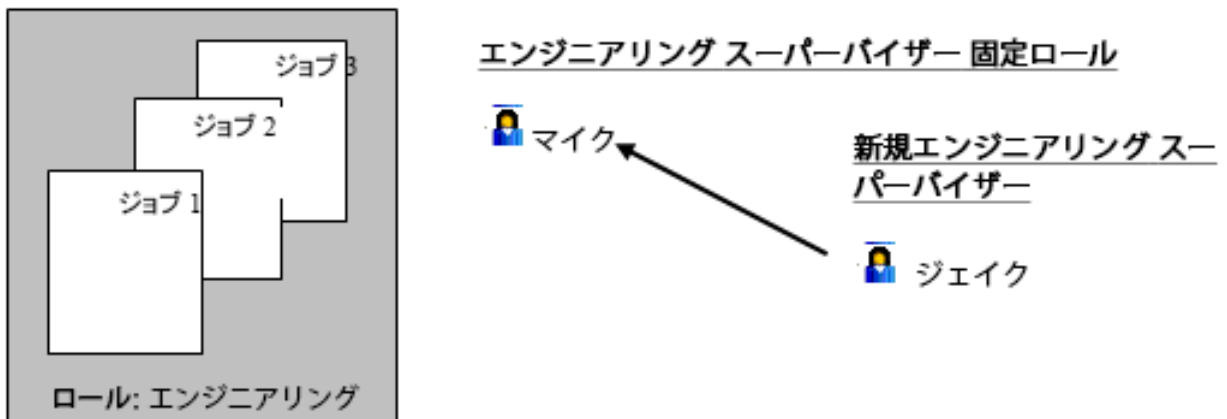 ジョブ 3
ジョブ 2
ジョブ 1
ロール: エンジニアリング
エンジニアリング スーパーバイザー 固定ロール
マイク
新規エンジニアリング スー
パーバイザー
ジェイク